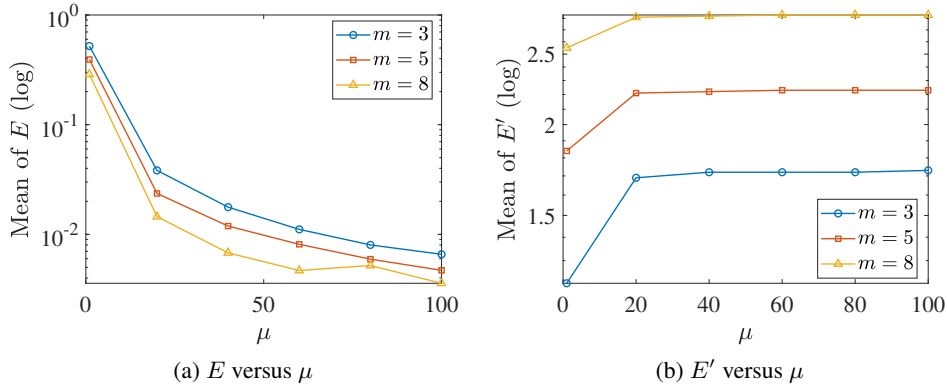 10^0
10^{-1}
10^{-2}
Mean of E (log)
0
50
100
μ
m = 3
m = 5
m = 8
(a) E versus μ
2.5
2
1.5
Mean of E′ (log)
0
20
40
60
80
100
μ
m = 3
m = 5
m = 8
(b) E′ versus μ